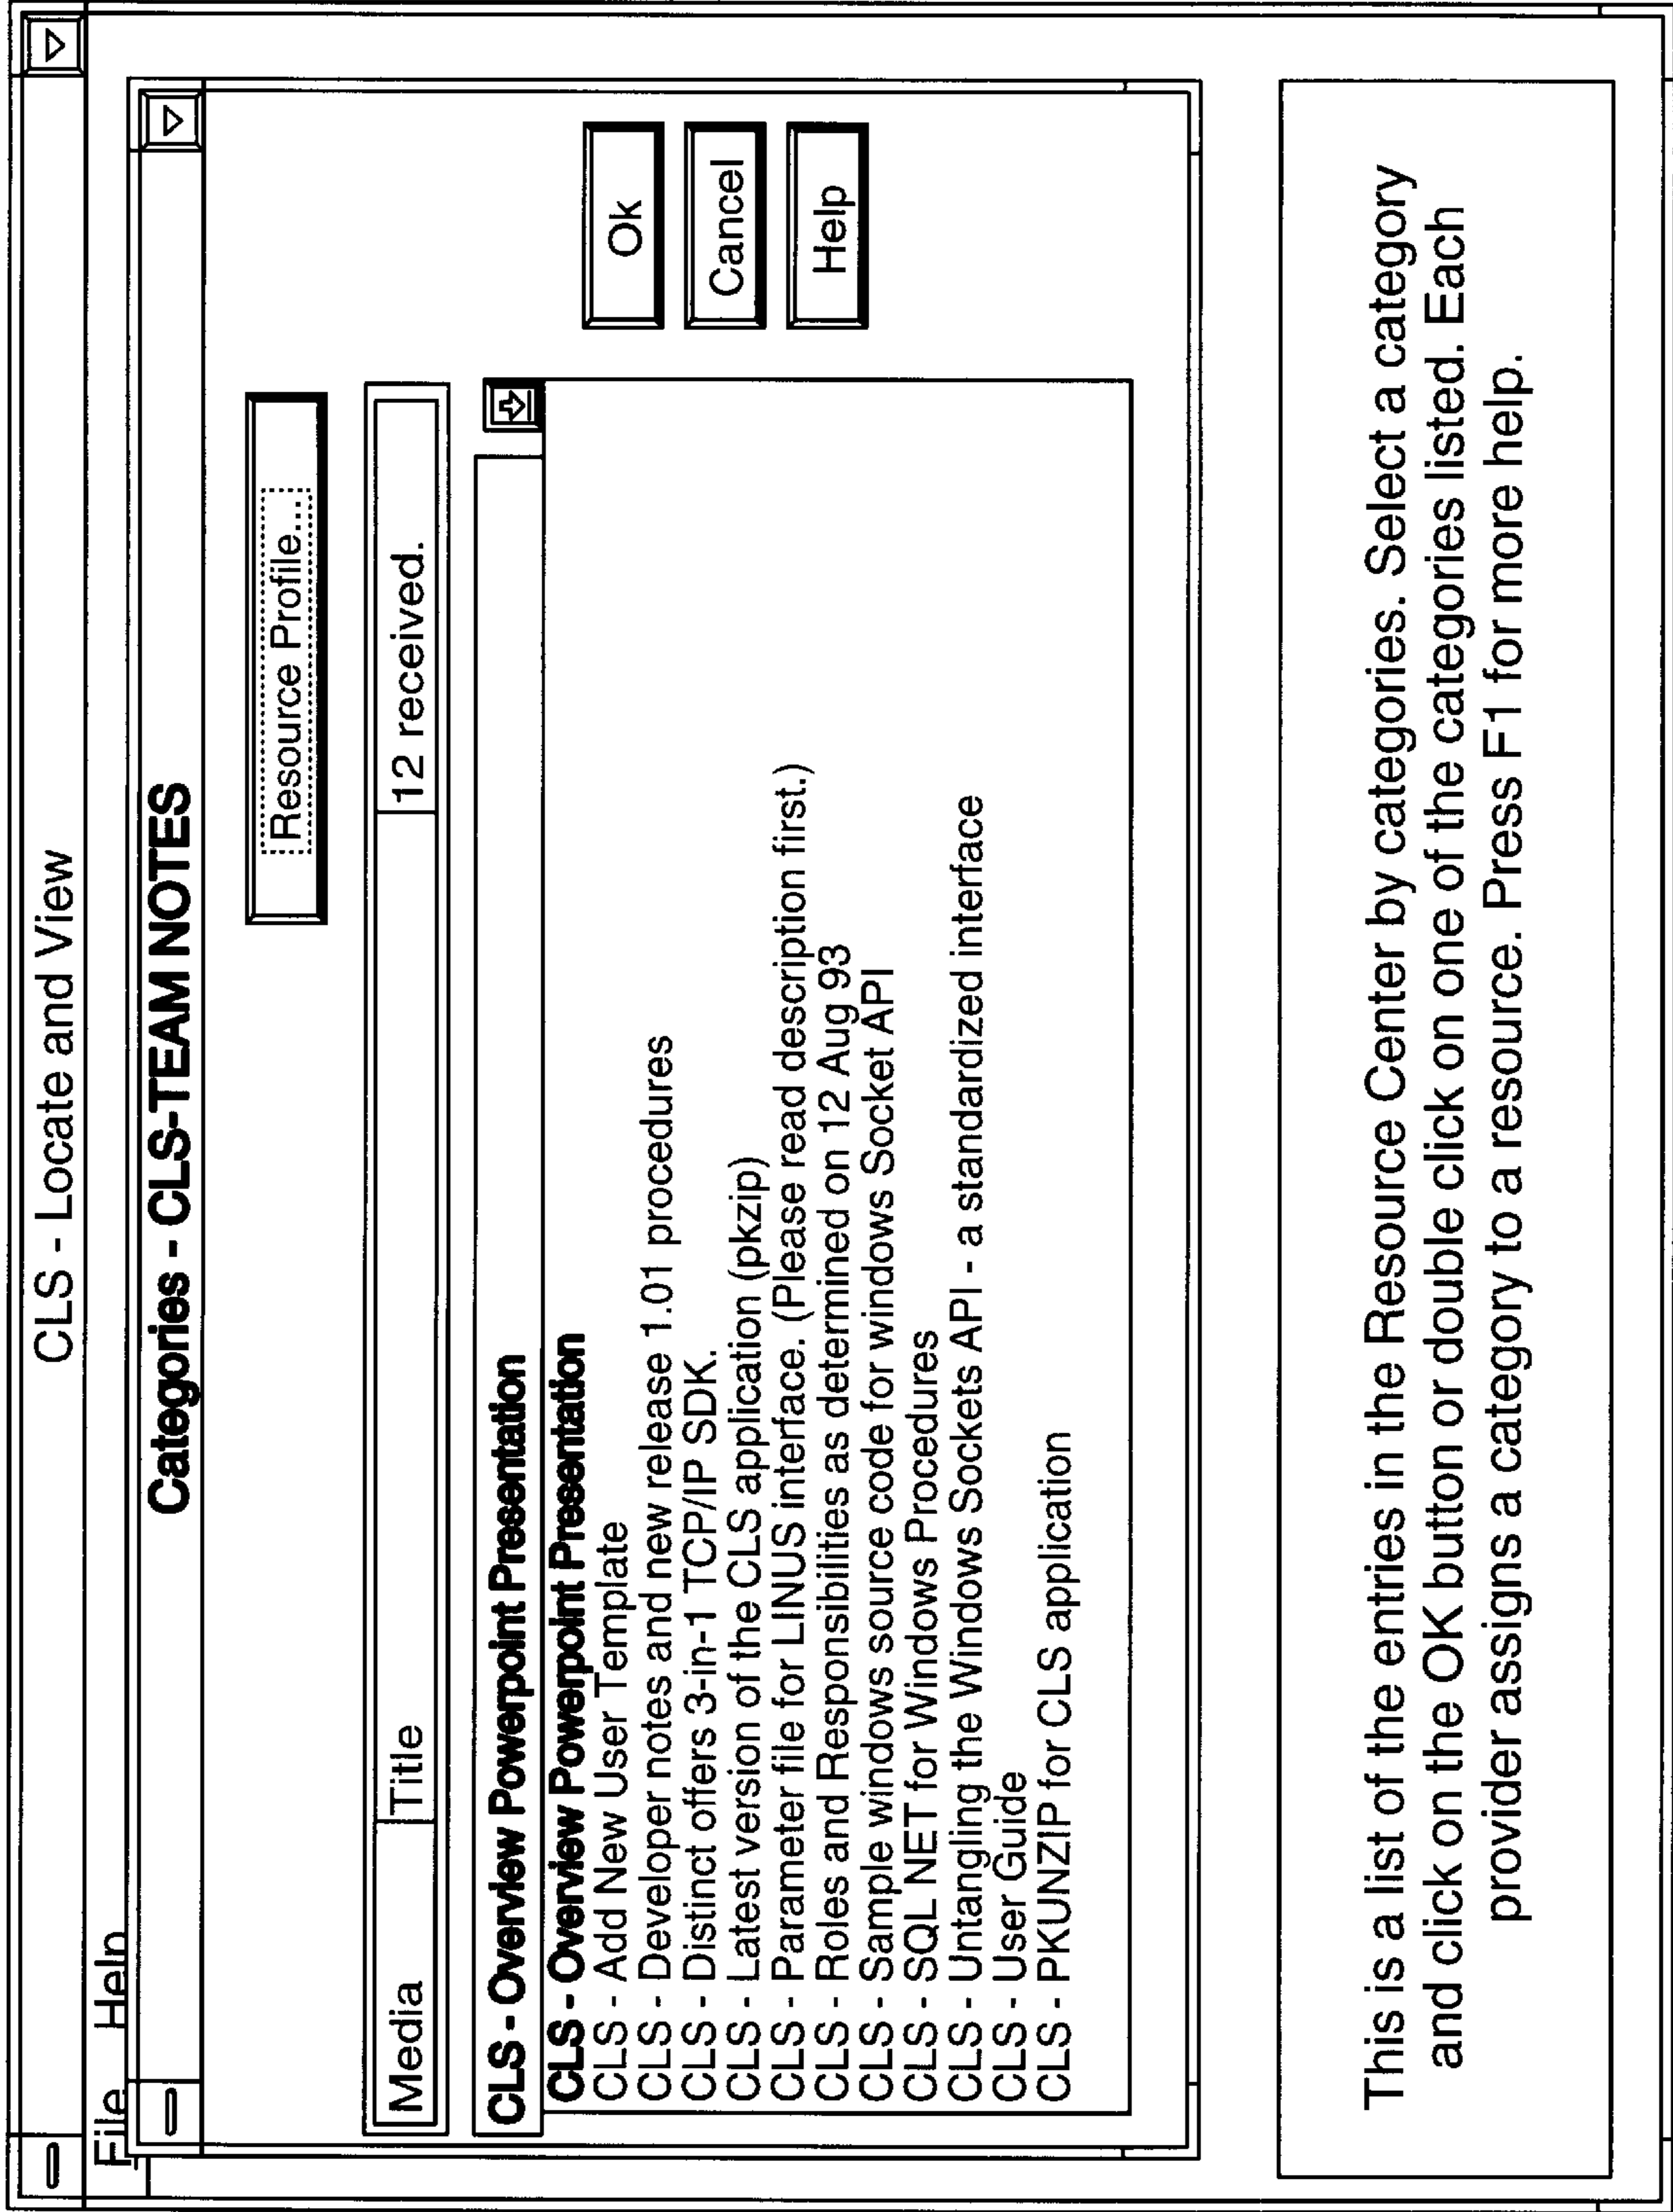 CLS - Locate and View
File Help
Categories - CLS-TEAM NOTES
Resource Profile...
Media Title 12 received.
CLS - Overview Powerpoint Presentation
CLS - Overview Powerpoint Presentation
CLS - Add New User Template
CLS - Developer notes and new release 1.01 procedures
CLS - Distinct offers 3-in-1 TCP/IP SDK.
CLS - Latest version of the CLS application (pkzip)
CLS - Parameter file for LINUS interface. (Please read description first.)
CLS - Roles and Responsibilities as determined on 12 Aug 93
CLS - Sample windows source code for windows Socket API
CLS - SQL NET for Windows Procedures
CLS - Untangling the Windows Sockets API - a standardized interface
CLS - User Guide
CLS - PKUNZIP for CLS application
Ok
Cancel
Help
This is a list of the entries in the Resource Center by categories. Select a category
and click on the OK button or double click on one of the categories listed. Each
provider assigns a category to a resource. Press F1 for more help.